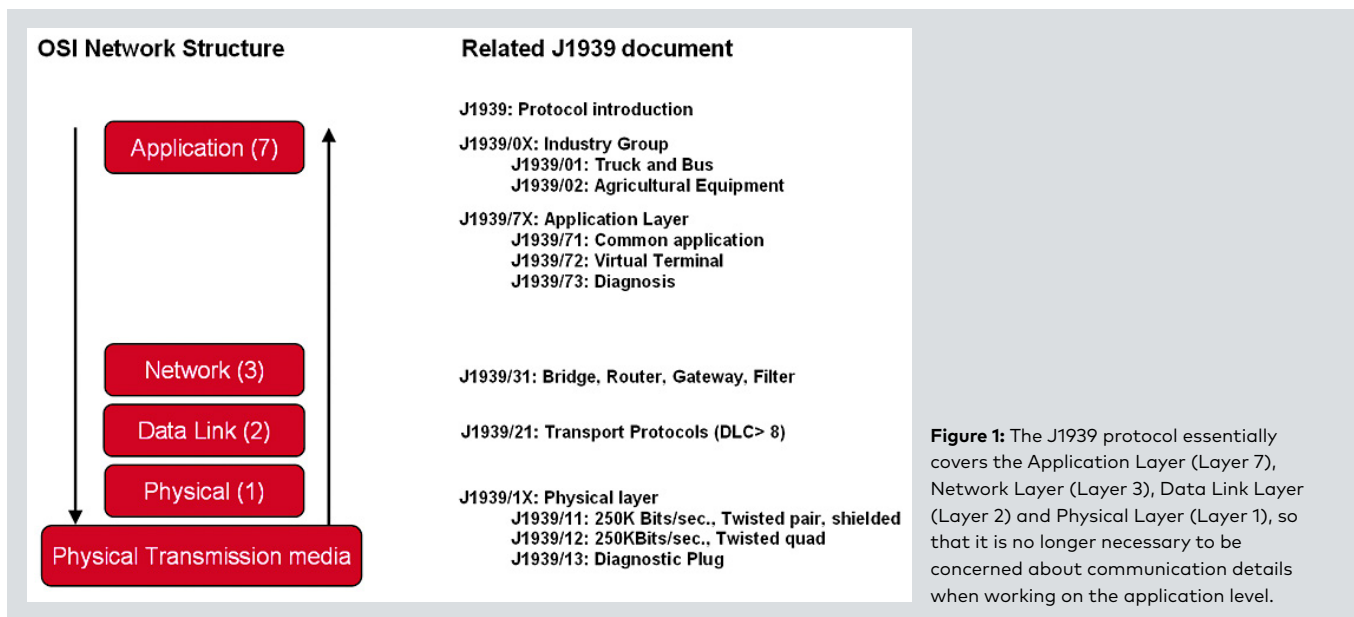 OSI Network Structure
Related J1939 document
J1939: Protocol introduction
Application (7)
J1939/0X: Industry Group
J1939/01: Truck and Bus
J1939/02: Agricultural Equipment
J1939/7X: Application Layer
J1939/71: Common application
J1939/72: Virtual Terminal
J1939/73: Diagnosis
Network (3)
J1939/31: Bridge, Router, Gateway, Filter
Data Link (2)
J1939/21: Transport Protocols (DLC> 8)
Physical (1)
J1939/1X: Physical layer
J1939/11: 250K Bits/sec., Twisted pair, shielded
J1939/12: 250KBits/sec., Twisted quad
J1939/13: Diagnostic Plug
Physical Transmission media
Figure 1: The J1939 protocol essentially
covers the Application Layer (Layer 7),
Network Layer (Layer 3), Data Link Layer
(Layer 2) and Physical Layer (Layer 1), so
that it is no longer necessary to be
concerned about communication details
when working on the application level.